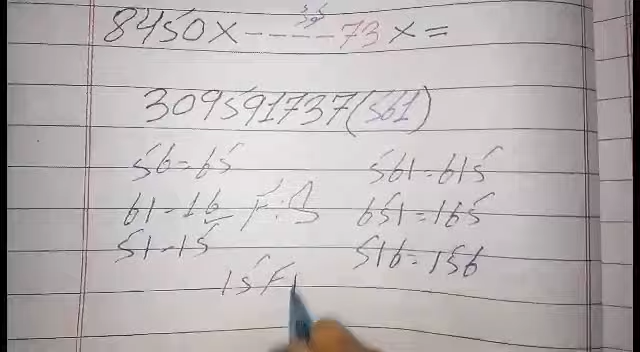 8450X----73X=
309591737(561)
56=65 561=615
61-16 F.S 651=165
51-15 516=156
15F